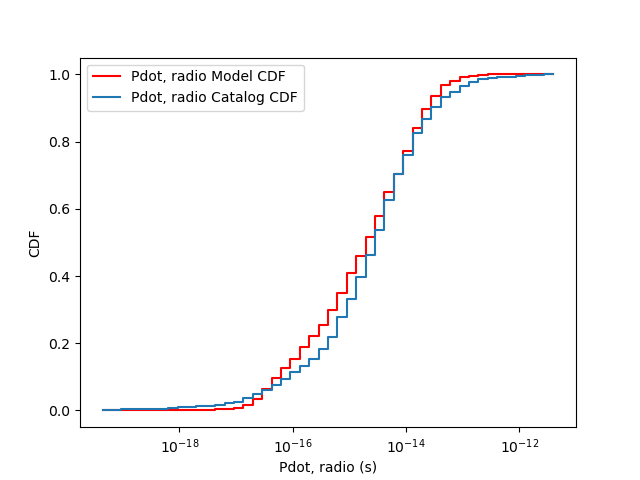 Pdot, radio Model CDF
Pdot, radio Catalog CDF
1.0
0.8
0.6
0.4
0.2
0.0
CDF
10⁻¹⁸ 10⁻¹⁶ 10⁻¹⁴ 10⁻¹²
Pdot, radio (s)